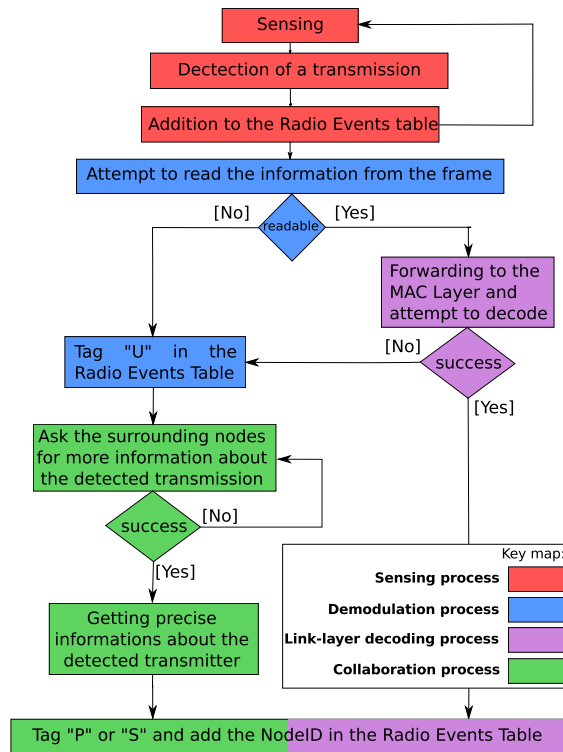 Sensing
Dectection of a transmission
Addition to the Radio Events table
Attempt to read the information from the frame
[No]
[Yes]
readable
Forwarding to the
MAC Layer and
attempt to decode
Tag "U" in the
Radio Events Table
[No]
success
[Yes]
Ask the surrounding nodes
for more information about
the detected transmission
[No]
success
[Yes]
Key map:
Sensing process
Demodulation process
Link-layer decoding process
Collaboration process
Getting precise
informations about the
detected transmitter
Tag "P" or "S" and add the NodeID in the Radio Events Table